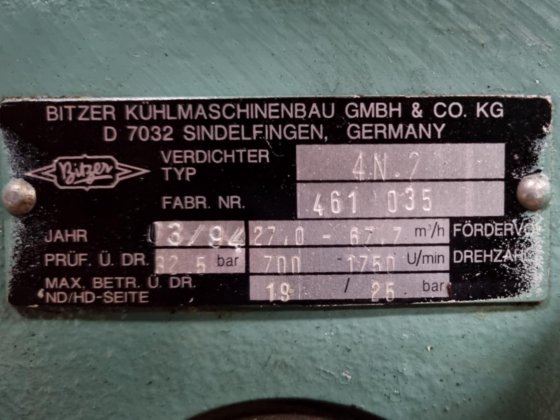 BITZER KÜHLMASCHINENBAU GMBH & CO. KG
D 7032 SINDELFINGEN, GERMANY
Bitzer
VERDICHTER TYP 4N.2
FABR. NR. 461 035
JAHR 03/94 27,0 - 67,7 m³/h FÖRDERVO
PRÜF. Ü. DR. 32,5 bar 700 - 1750 U/min DREHZAH
MAX. BETR. Ü. DR.
ND/HD-SEITE 19 / 25 bar